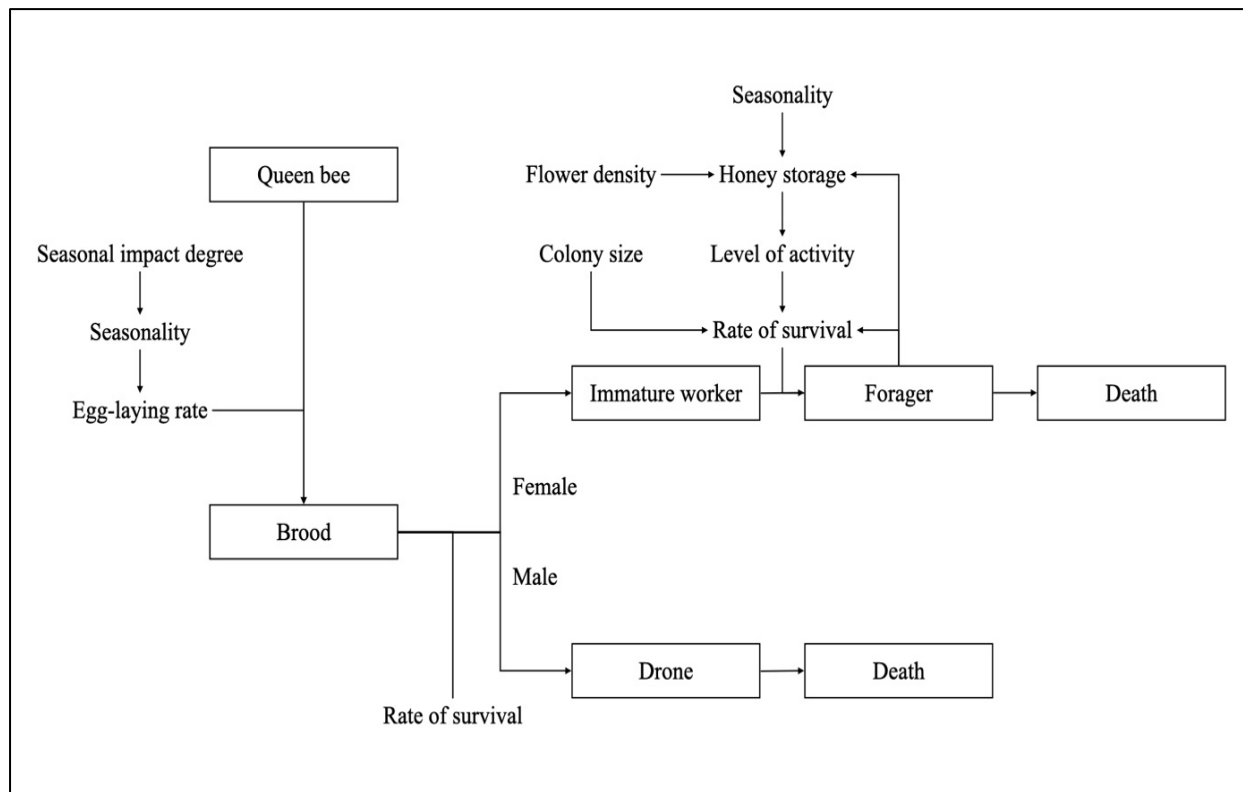 Seasonality
Queen bee
Flower density
Honey storage
Seasonal impact degree
Colony size
Level of activity
Seasonality
Rate of survival
Immature worker
Forager
Death
Egg-laying rate
Female
Brood
Male
Drone
Death
Rate of survival